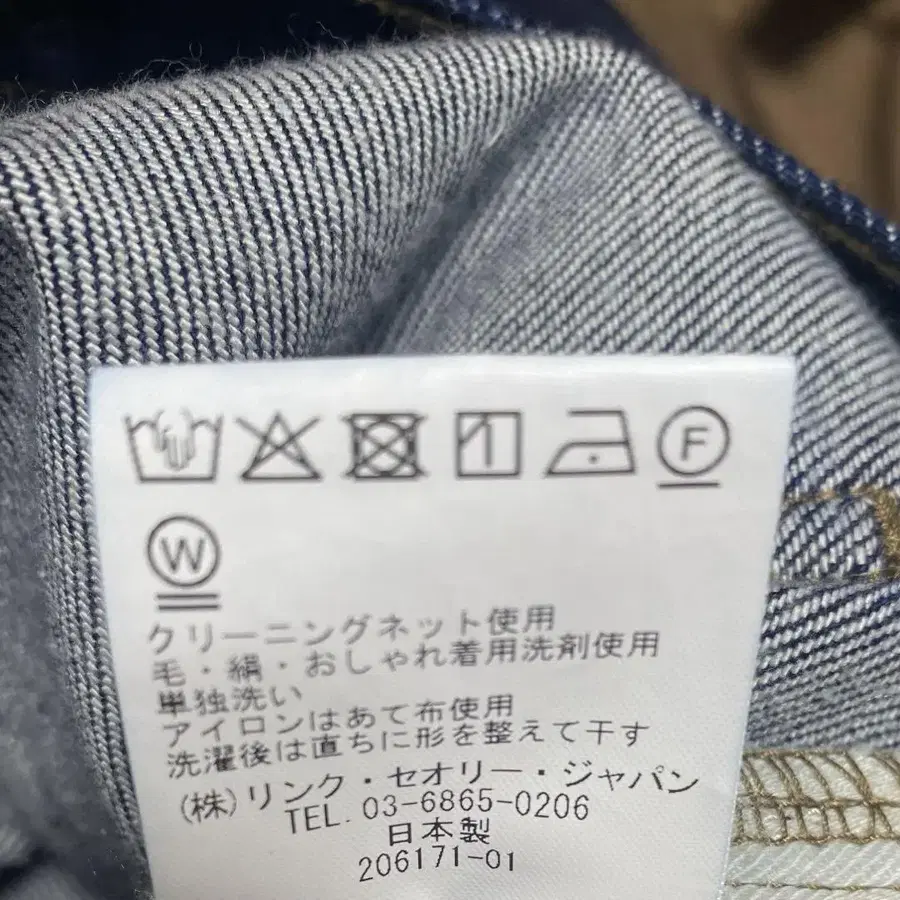 F
W
クリーニングネット使用
毛・絹・おしゃれ着用洗剤使用
単独洗い
アイロンはあて布使用
洗濯後は直ちに形を整えて干す
(株)リンク・セオリー・ジャパン
TEL. 03-6865-0206
日本製
206171-01